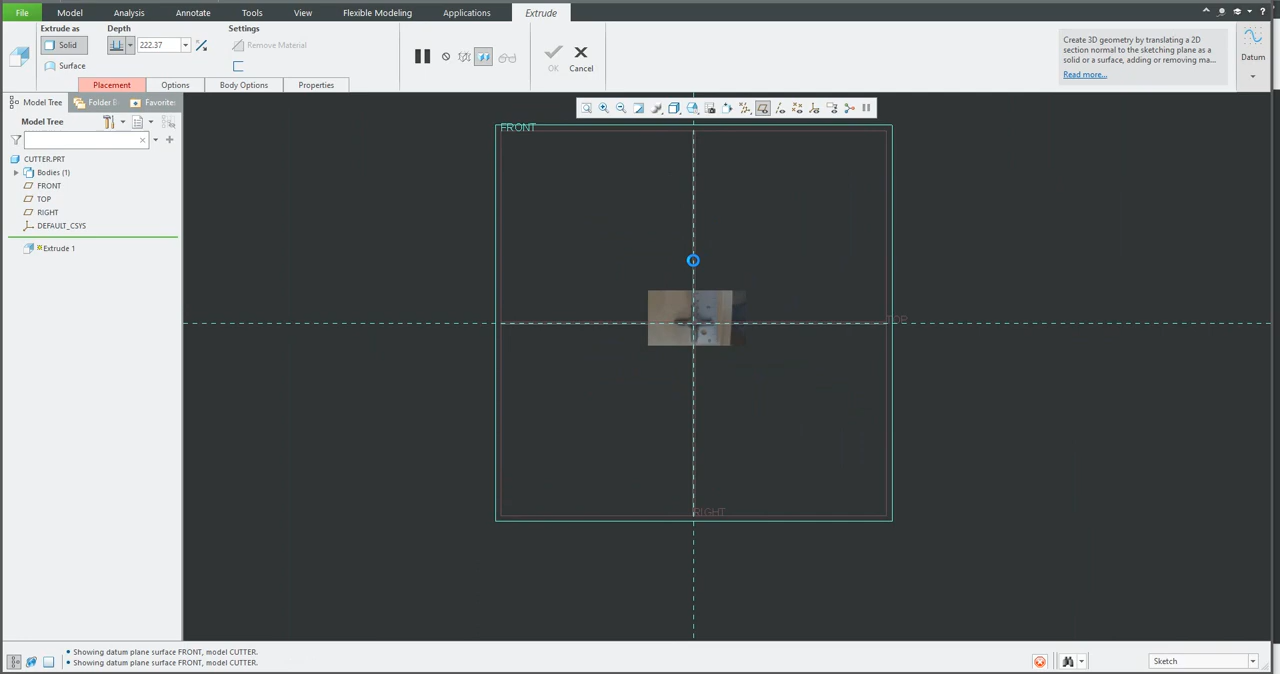 File Model Analysis Annotate Tools View Flexible Modeling Applications Extrude
Extrude as Depth Settings
Solid 222.37 Remove Material
Surface
OK Cancel
Placement Options Body Options Properties
Create 3D geometry by translating a 2D
section normal to the sketching plane as
solid or a surface, adding or removing ma...
Read more...
Datum
Model Tree Folder B Favorite
Model Tree
CUTTER.PRT
Bodies (1)
FRONT
TOP
RIGHT
DEFAULT_CSYS
Extrude 1
FRONT
TOP
RIGHT
Showing datum plane surface FRONT, model CUTTER.
Showing datum plane surface FRONT, model CUTTER.
Sketch